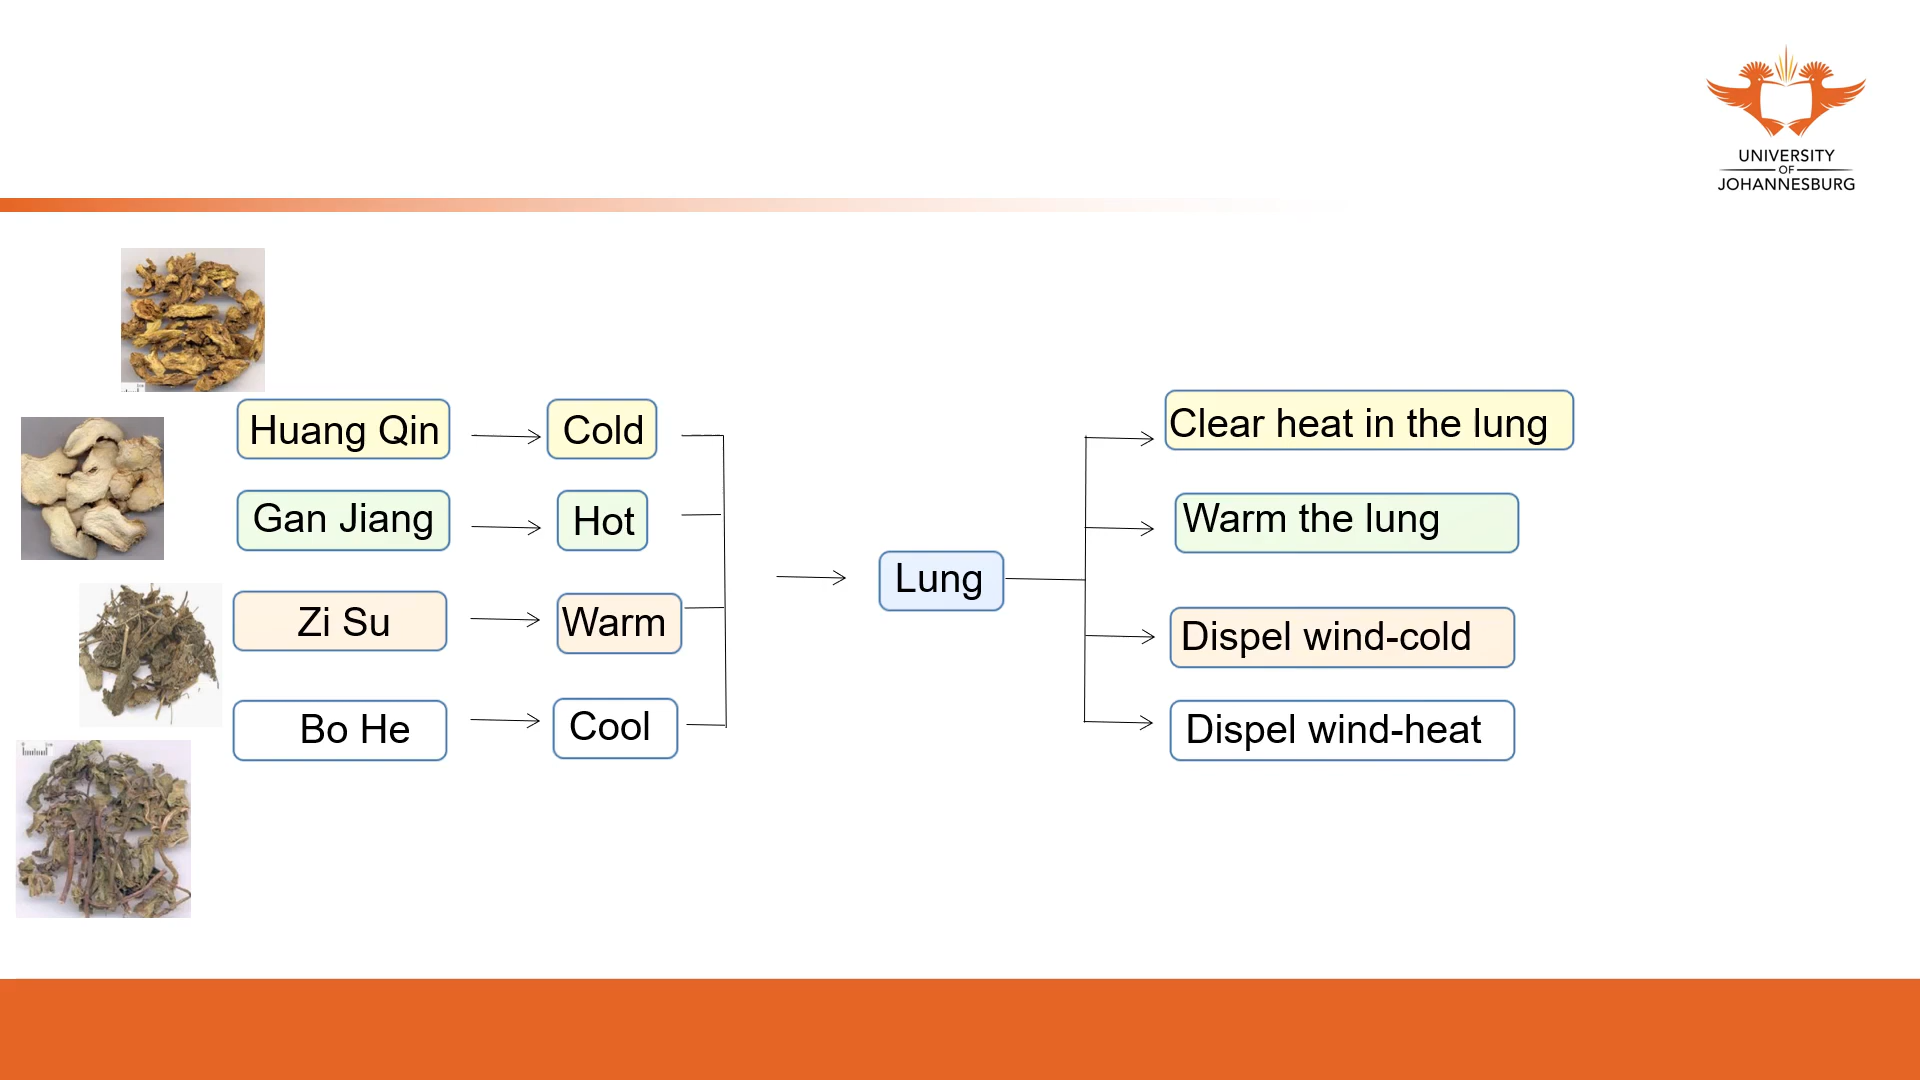 UNIVERSITY
OF
JOHANNESBURG
Huang Qin
Cold
Clear heat in the lung
Gan Jiang
Hot
Warm the lung
Lung
Zi Su
Warm
Dispel wind-cold
Bo He
Cool
Dispel wind-heat